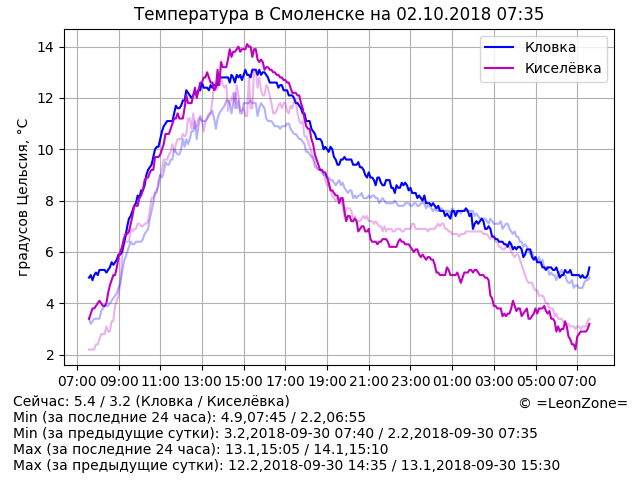 Температура в Смоленске на 02.10.2018 07:35
Кловка
Киселёвка
градусов Цельсия, °C
14
12
10
8
6
4
2
07:00 09:00 11:00 13:00 15:00 17:00 19:00 21:00 23:00 01:00 03:00 05:00 07:00
Сейчас: 5.4 / 3.2 (Кловка / Киселёвка)
© =LeonZone=
Min (за последние 24 часа): 4.9,07:45 / 2.2,06:55
Min (за предыдущие сутки): 3.2,2018-09-30 07:40 / 2.2,2018-09-30 07:35
Max (за последние 24 часа): 13.1,15:05 / 14.1,15:10
Max (за предыдущие сутки): 12.2,2018-09-30 14:35 / 13.1,2018-09-30 15:30